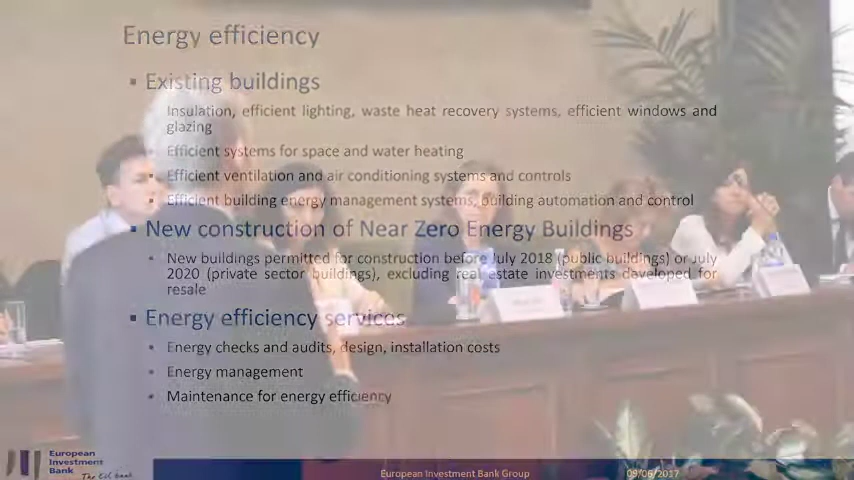 Energy efficiency
Existing buildings
Insulation, efficient lighting, waste heat recovery systems, efficient windows and
glazing
Efficient systems for space and water heating
Efficient ventilation and air conditioning systems and controls
Efficient building energy management systems, building automation and control
New construction of Near Zero Energy Buildings
New buildings permitted for construction before July 2018 (public buildings) or July
2020 (private sector buildings), excluding real estate investments developed for
resale
Energy efficiency services
Energy checks and audits, design, installation costs
Energy management
Maintenance for energy efficiency
European
Investment
Bank
The EU bank
European Investment Bank Group
09/06/2017